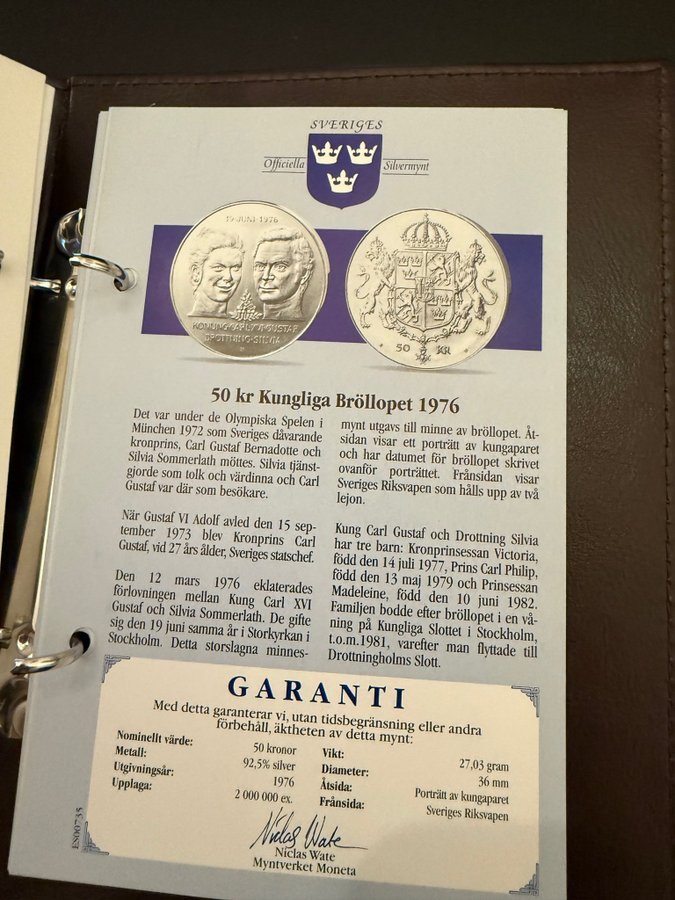 SVERIGES
Officiella Silvermynt
19 JUNI 1976
KONUNG·CARL XVI·GUSTAF
DROTTNING·SILVIA
50 KR
50 kr Kungliga Bröllopet 1976
Det var under de Olympiska Spelen i
München 1972 som Sveriges dåvarande
kronprins, Carl Gustaf Bernadotte och
Silvia Sommerlath möttes. Silvia tjänst-
gjorde som tolk och värdinna och Carl
Gustaf var där som besökare.
När Gustaf VI Adolf avled den 15 sep-
tember 1973 blev Kronprins Carl
Gustaf, vid 27 års ålder, Sveriges statschef.
Den 12 mars 1976 eklaterades
förlovningen mellan Kung Carl XVI
Gustaf och Silvia Sommerlath. De gifte
sig den 19 juni samma år i Storkyrkan i
Stockholm. Detta storslagna minnes-
mynt utgavs till minne av bröllopet. Åt-
sidan visar ett porträtt av kungaparet
och har datumet för bröllopet skrivet
ovanför porträttet. Frånsidan visar
Sveriges Riksvapen som hålls upp av två
lejon.
Kung Carl Gustaf och Drottning Silvia
har tre barn: Kronprinsessan Victoria,
född den 14 juli 1977, Prins Carl Philip,
född den 13 maj 1979 och Prinsessan
Madeleine, född den 10 juni 1982.
Familjen bodde efter bröllopet i en vå-
ning på Kungliga Slottet i Stockholm,
t.o.m.1981, varefter man flyttade till
Drottningholms Slott.
GARANTI
Med detta garanterar vi, utan tidsbegränsning eller andra
förbehåll, äktheten av detta mynt:
Nominellt värde: 50 kronor
Metall: 92,5% silver
Utgivningsår: 1976
Upplaga: 2 000 000 ex.
Vikt: 27,03 gram
Diameter: 36 mm
Åtsida: Porträtt av kungaparet
Frånsida: Sveriges Riksvapen
Niclas Wate
Niclas Wate
Myntverket Moneta
ES00735